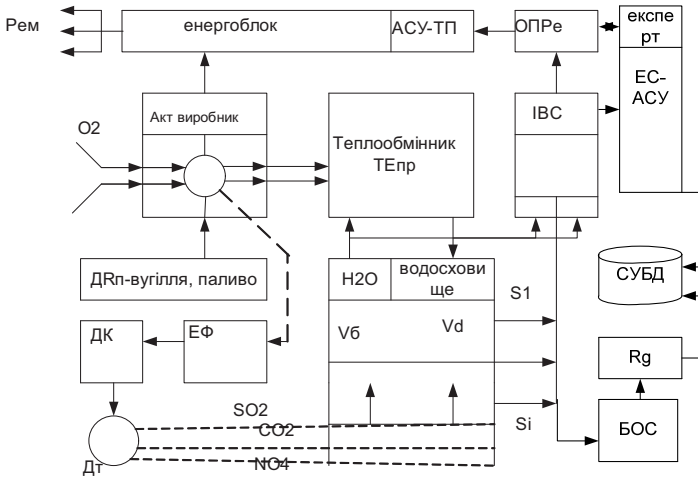 Рем
енергоблок
АСУ-ТП
ОПРе
експе
рт
ЕС-
АСУ
О2
Акт виробник
Теплообмінник
ТЕпр
ІВС
ДRп-вугілля, паливо
Н2О
водосхови
ще
S1
СУБД
Vб
Vd
ДК
ЕФ
Rg
SO2
CO2
NO4
Si
БОС
Дт